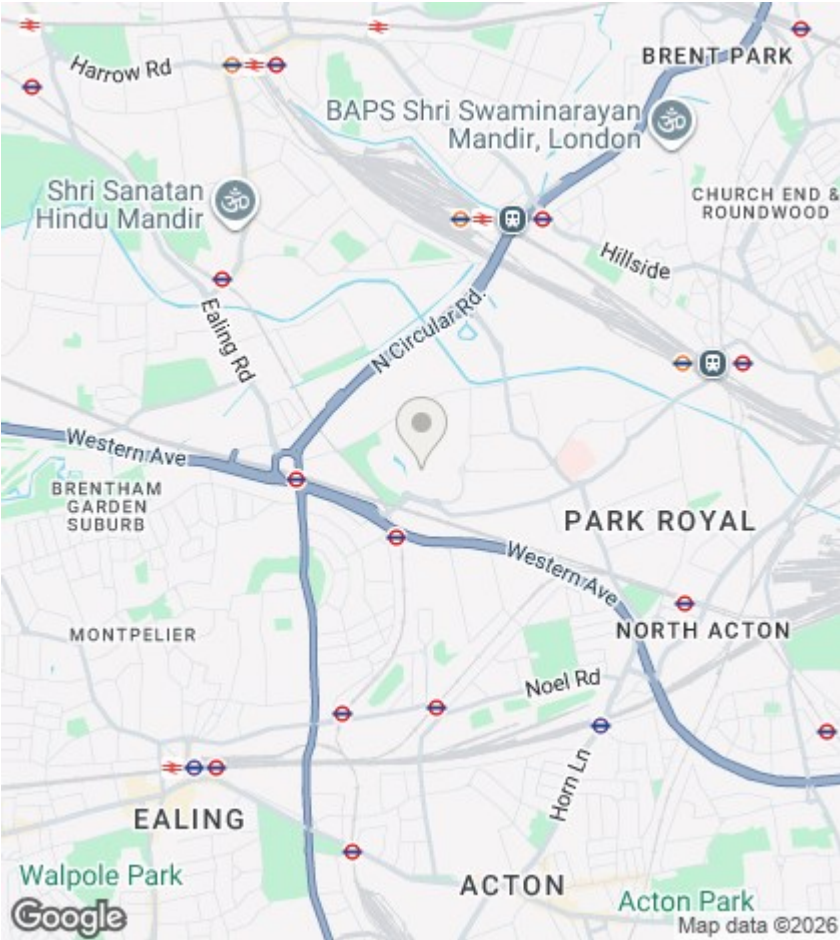 BRENT PARK
Harrow Rd
BAPS Shri Swaminarayan
Mandir, London
Shri Sanatan
Hindu Mandir
CHURCH END &
ROUNDWOOD
Hillside
N Circular Rd.
Ealing Rd
Western Ave
BRENTHAM
GARDEN
SUBURB
PARK ROYAL
Western Ave
MONTPELIER
NORTH ACTON
Noel Rd
Horn Ln
EALING
Walpole Park
ACTON
Acton Park
Google
Map data ©2026